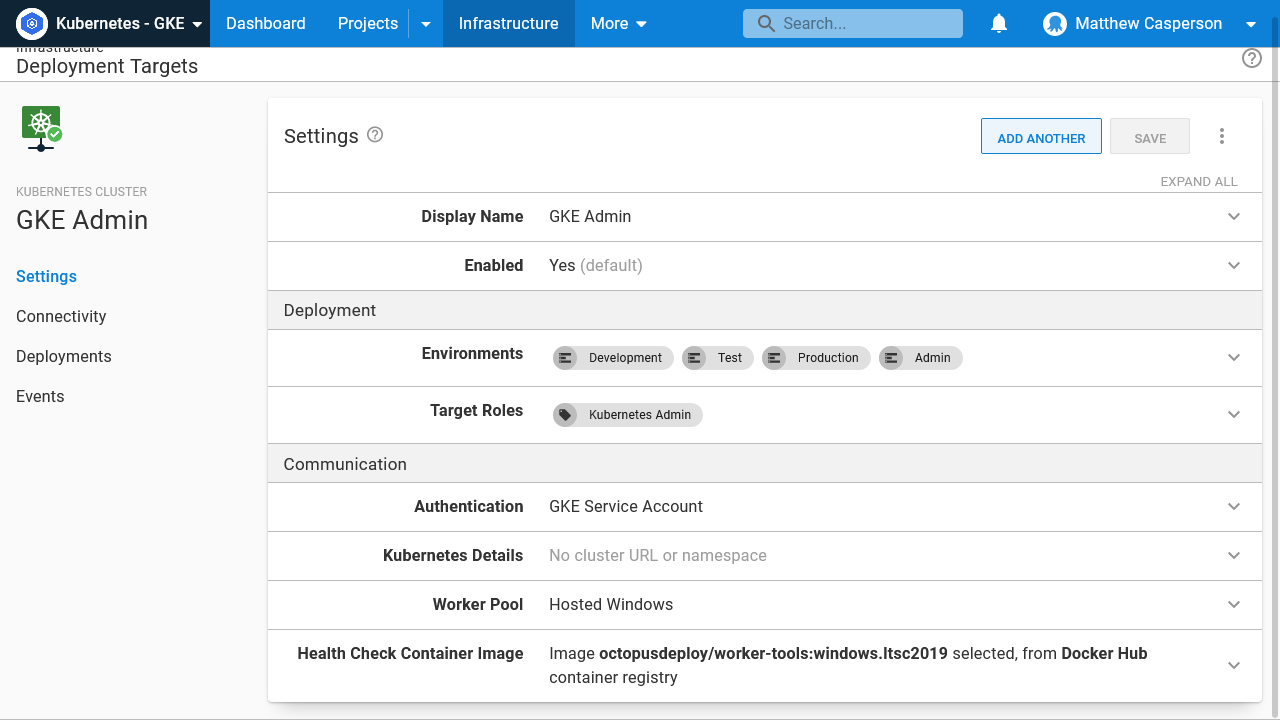 Kubernetes - GKE
Dashboard
Projects
Infrastructure
More
Search...
Matthew Casperson
Infrastructure
Deployment Targets
KUBERNETES CLUSTER
GKE Admin
Settings
Connectivity
Deployments
Events
Settings
ADD ANOTHER
SAVE
EXPAND ALL
Display Name GKE Admin
Enabled Yes (default)
Deployment
Environments Development Test Production Admin
Target Roles Kubernetes Admin
Communication
Authentication GKE Service Account
Kubernetes Details No cluster URL or namespace
Worker Pool Hosted Windows
Health Check Container Image Image octopusdeploy/worker-tools:windows.ltsc2019 selected, from Docker Hub
container registry